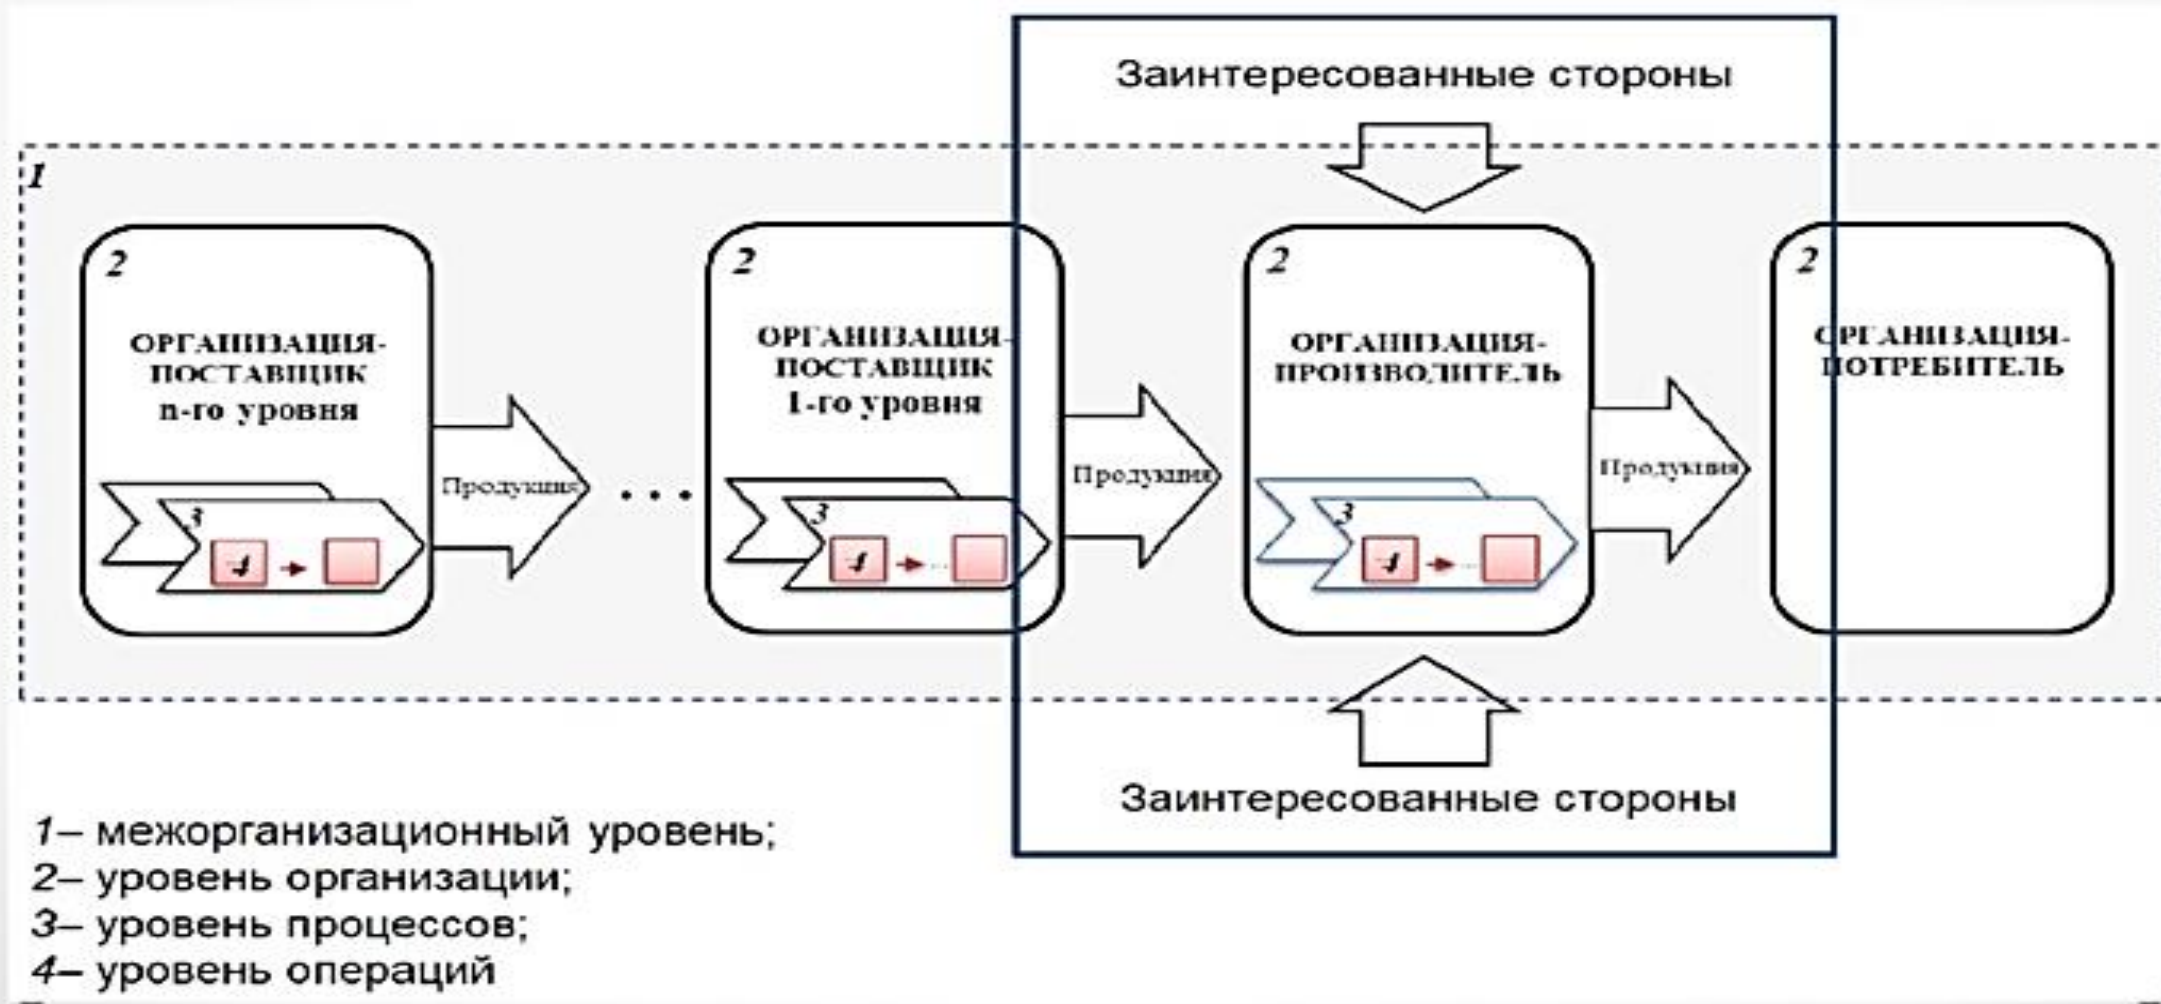 Заинтересованные стороны
1
2
ОРГАНИЗАЦИЯ-
ПОСТАВЩИК
n-го уровня
3
4
Продукция
...
2
ОРГАНИЗАЦИЯ-
ПОСТАВЩИК
1-го уровня
3
4
...
Продукция
2
ОРГАНИЗАЦИЯ-
ПРОИЗВОДИТЕЛЬ
3
4
...
Продукция
2
ОРГАНИЗАЦИЯ-
ПОТРЕБИТЕЛЬ
Заинтересованные стороны
1– межорганизационный уровень;
2– уровень организации;
3– уровень процессов;
4– уровень операций